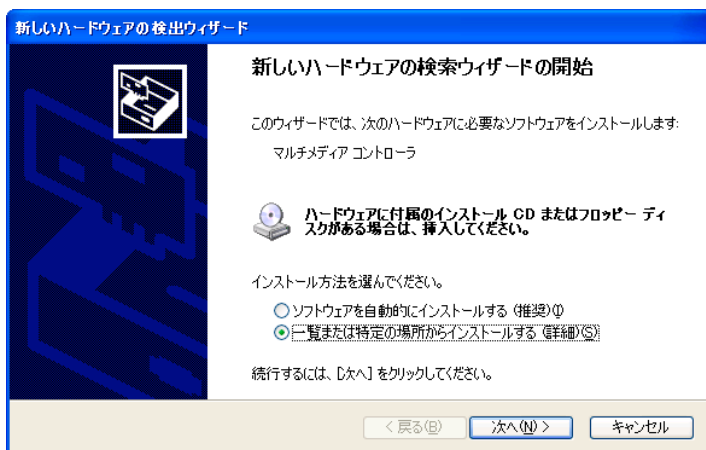 新しいハードウェアの検出ウィザード
新しいハードウェアの検索ウィザードの開始
このウィザードでは、次のハードウェアに必要なソフトウェアをインストールします:
マルチメディア コントローラ
ハードウェアに付属のインストール CD またはフロッピー ディ
スクがある場合は、挿入してください。
インストール方法を選んでください。
ソフトウェアを自動的にインストールする (推奨)(I)
一覧または特定の場所からインストールする (詳細)(S)
続行するには、[次へ] をクリックしてください。
< 戻る(B) 次へ(N) > キャンセル